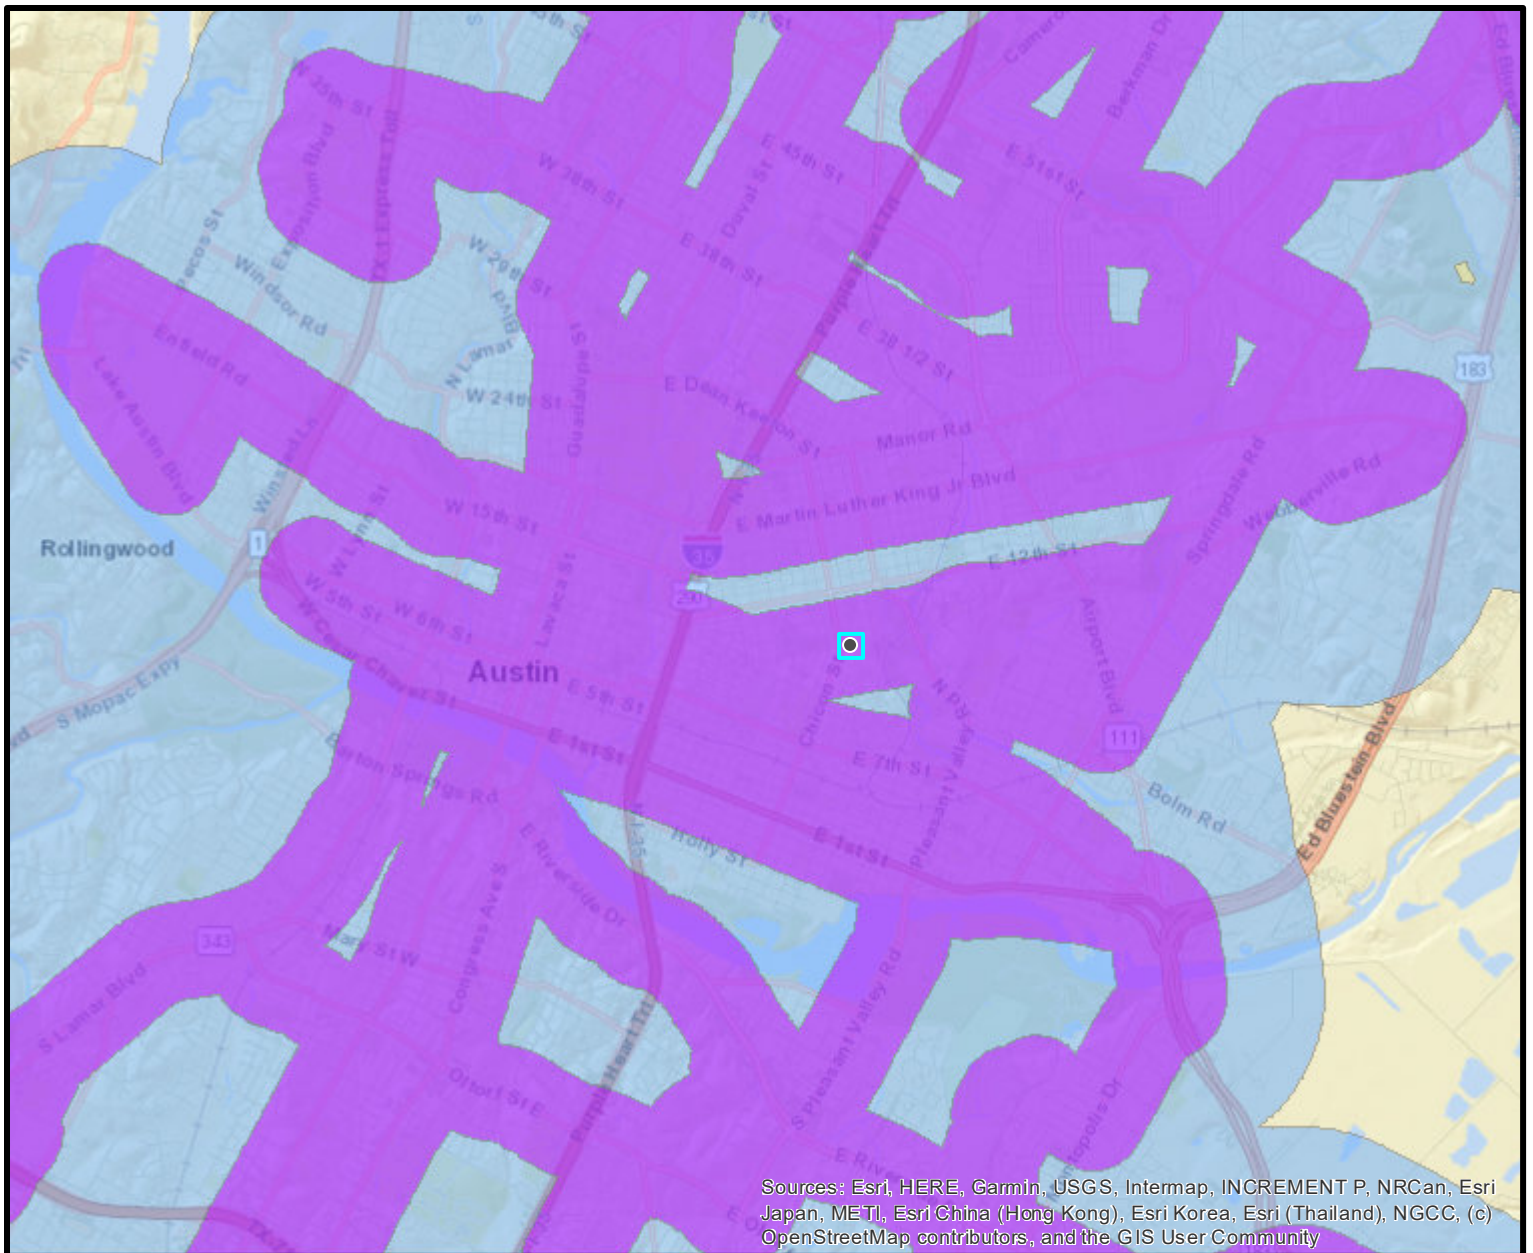 W 35th St
E 45th St
Berkman Dr
E 51st St
W 38th St
Duval St
Exposition Blvd
E 38th St
Pecos St
W 29th St
Windsor Rd
Blvd
N Lamar
Guadalupe St
E 38 1/2 St
183
Enfield Rd
Lake Austin Blvd
W 24th St
E Dean Keeton St
Manor Rd
Winsted Ln
Springdale Rd
Webberville Rd
W 15th St
E Martin Luther King Jr Blvd
W Lynn St
Rollingwood
1
35
290
E 12th St
W 5th St
W 6th St
Lavaca St
Airport Blvd
W Cesar Chavez St
Austin
E 5th St
S Mopac Expy
N Pleasant Valley Rd
111
E 1st St
E 7th St
Barton Springs Rd
Bolm Rd
Ed Bluestein Blvd
N I-35
Holly St
E 1st St
E Riverside Dr
343
Mary St W
Congress Ave S
S Lamar Blvd
S Pleasant Valley Rd
Purple Heart Trl
Oltorf St E
Sources: Esri, HERE, Garmin, USGS, Intermap, INCREMENT P, NRCan, Esri
Japan, METI, Esri China (Hong Kong), Esri Korea, Esri (Thailand), NGCC, (c)
OpenStreetMap contributors, and the GIS User Community